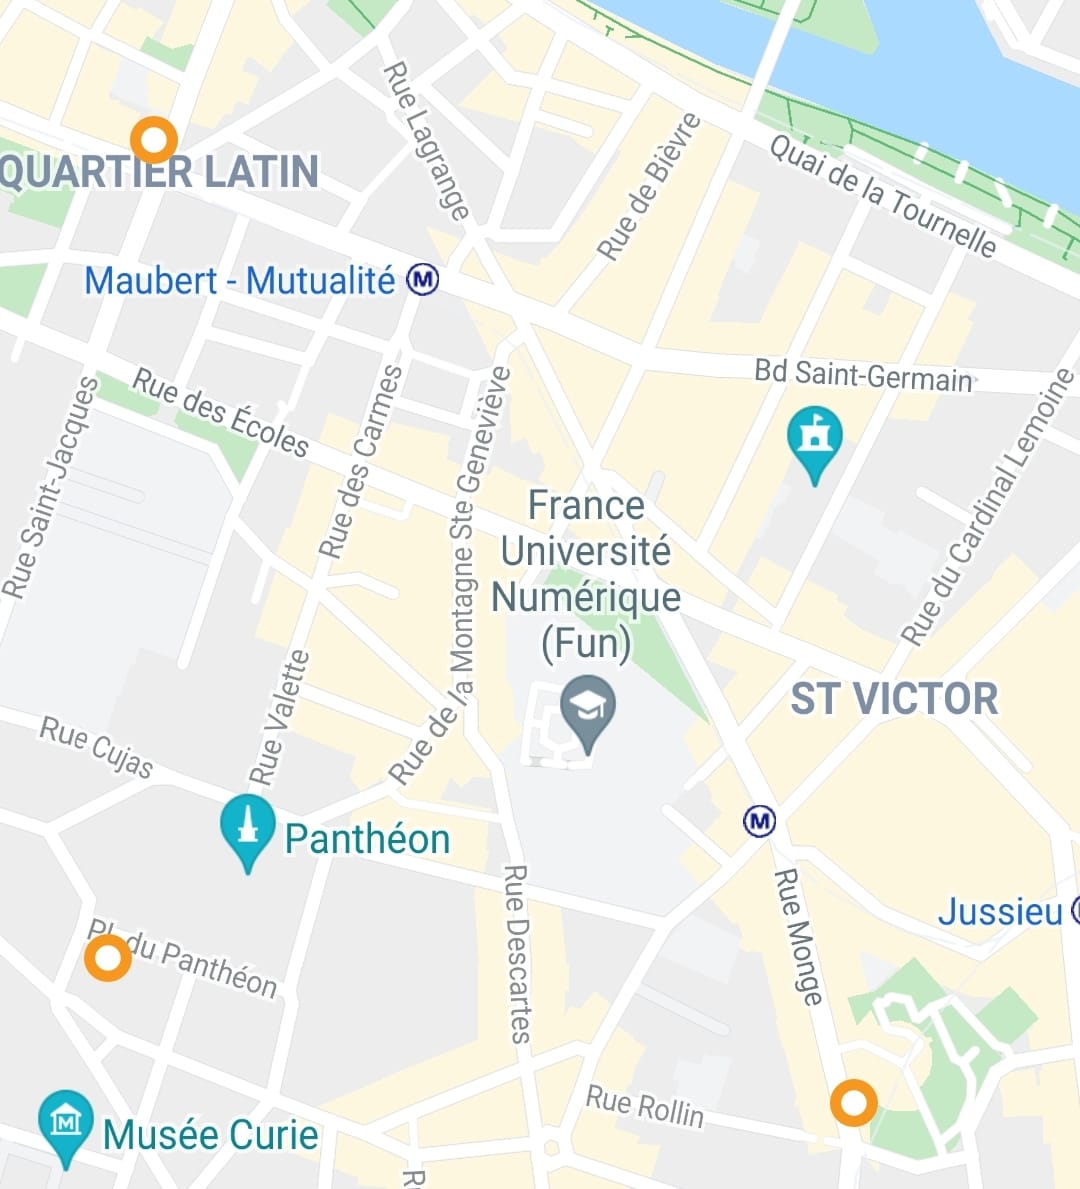 Rue Lagrange
Rue de Bièvre
Quai de la Tournelle
QUARTIER LATIN
Maubert - Mutualité M
Bd Saint-Germain
Rue des Écoles
Rue Saint-Jacques
Rue des Carmes
Rue de la Montagne Ste Geneviève
Rue du Cardinal Lemoine
France
Université
Numérique
(Fun)
ST VICTOR
Rue Valette
Rue Cujas
M
Panthéon
Rue Descartes
Rue Monge
Jussieu
Pl. du Panthéon
Rue Rollin
M
Musée Curie
R